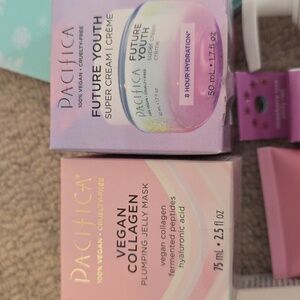 PACIFICA
100% VEGAN • CRUELTY-FREE
FUTURE YOUTH
SUPER CREAM | CRÈME
FUTURE
YOUTH
8 HOUR HYDRATION*
50 mL • 1.7 fl oz
PACIFICA
100% VEGAN • CRUELTY-FREE
VEGAN
COLLAGEN
PLUMPING JELLY MASK
vegan collagen
fermented peptides
hyaluronic acid
75 mL • 2.5 fl oz